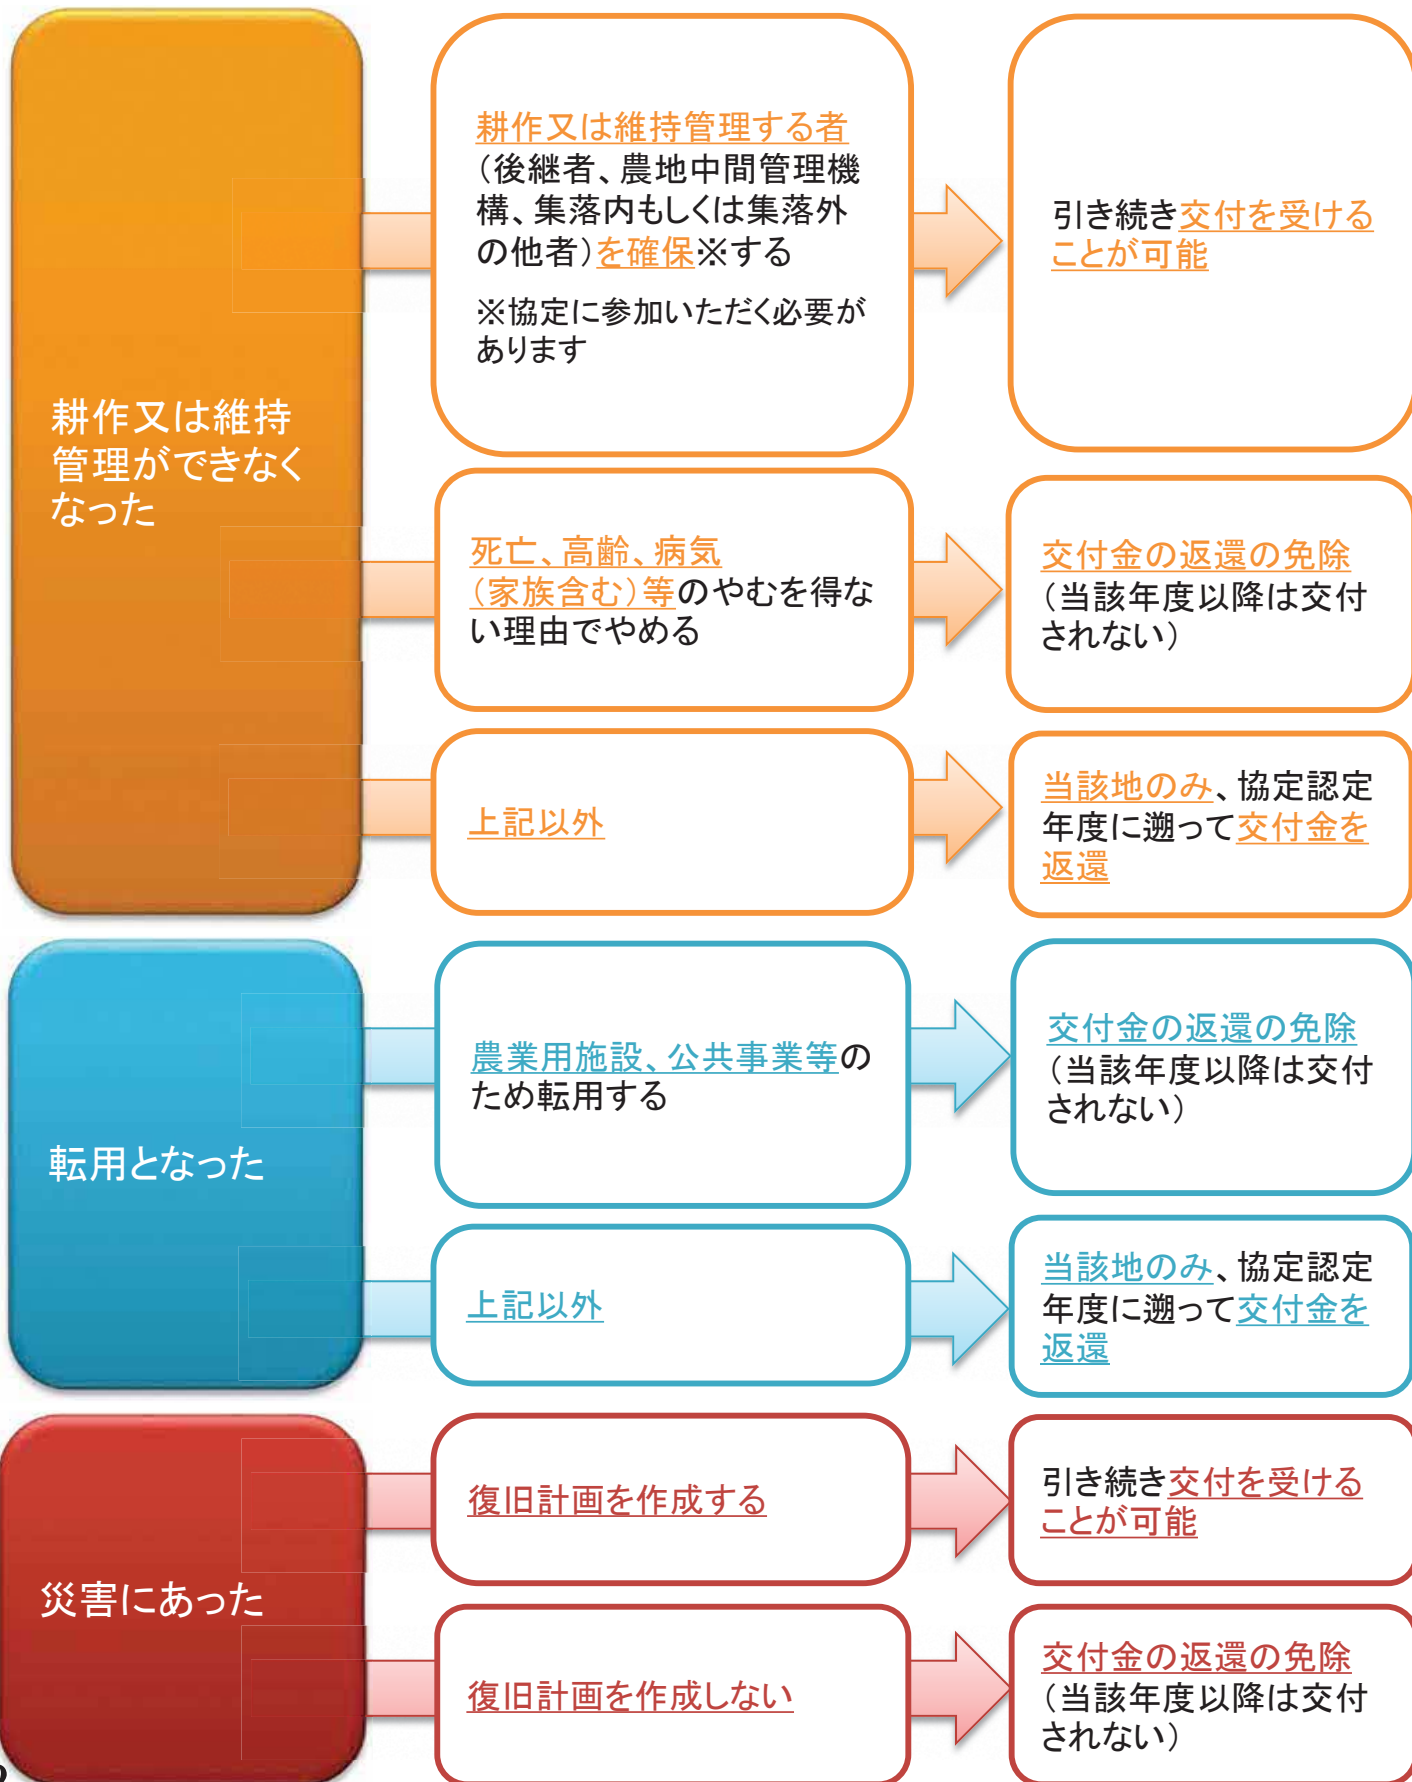 耕作又は維持
管理ができなく
なった
耕作又は維持管理する者
（後継者、農地中間管理機
構、集落内もしくは集落外
の他者）を確保※する
※協定に参加いただく必要が
あります
引き続き交付を受ける
ことが可能
死亡、高齢、病気
（家族含む）等のやむを得な
い理由でやめる
交付金の返還の免除
（当該年度以降は交付
されない）
上記以外
当該地のみ、協定認定
年度に遡って交付金を
返還
転用となった
農業用施設、公共事業等の
ため転用する
交付金の返還の免除
（当該年度以降は交付
されない）
上記以外
当該地のみ、協定認定
年度に遡って交付金を
返還
災害にあった
復旧計画を作成する
引き続き交付を受ける
ことが可能
復旧計画を作成しない
交付金の返還の免除
（当該年度以降は交付
されない）